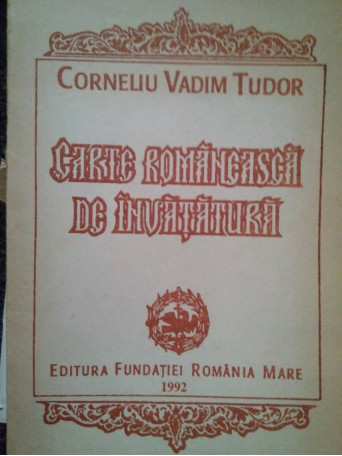 CORNELIU VADIM TUDOR
CARTE ROMÂNEASCĂ
DE ÎNVĂȚĂTURĂ
EDITURA FUNDAȚIEI ROMÂNIA MARE
1992